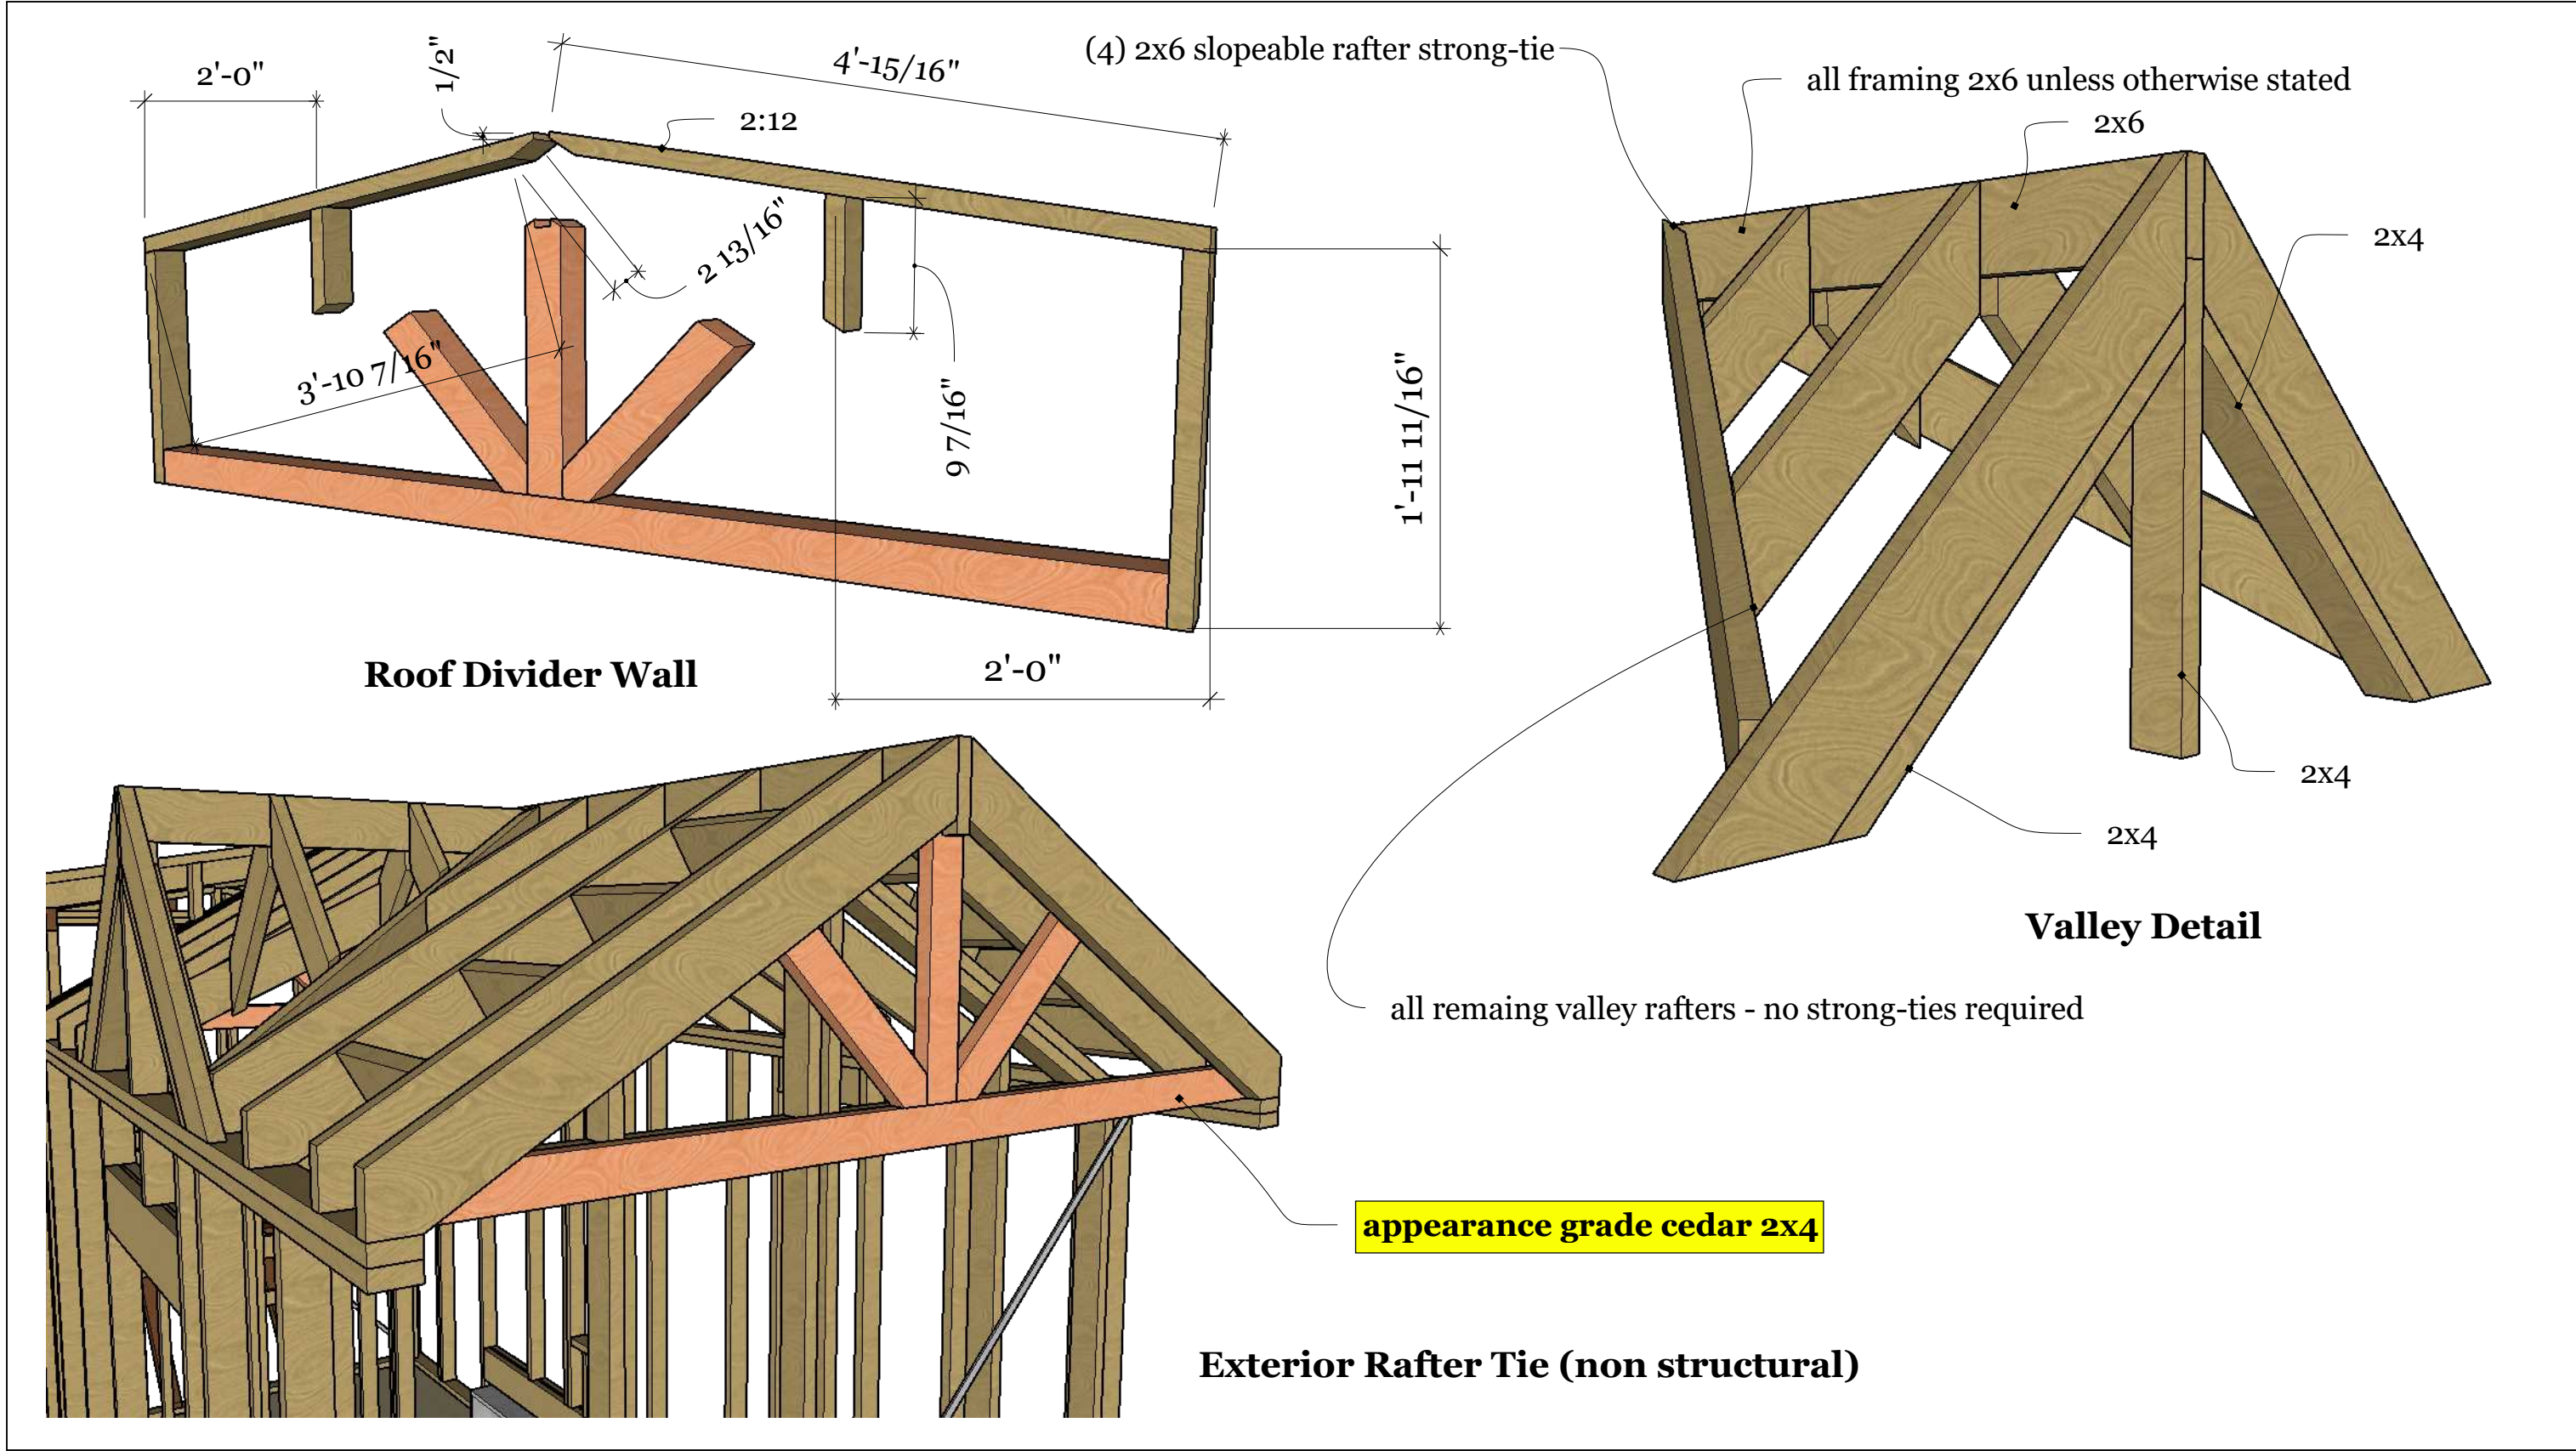 2'-0"
1/2"
4'-15/16"
2:12
2 13/16"
3'-10 7/16"
9 7/16"
1'-11 11/16"
2'-0"
Roof Divider Wall
(4) 2x6 slopeable rafter strong-tie
all framing 2x6 unless otherwise stated
2x6
2x4
2x4
2x4
Valley Detail
all remaing valley rafters - no strong-ties required
appearance grade cedar 2x4
Exterior Rafter Tie (non structural)